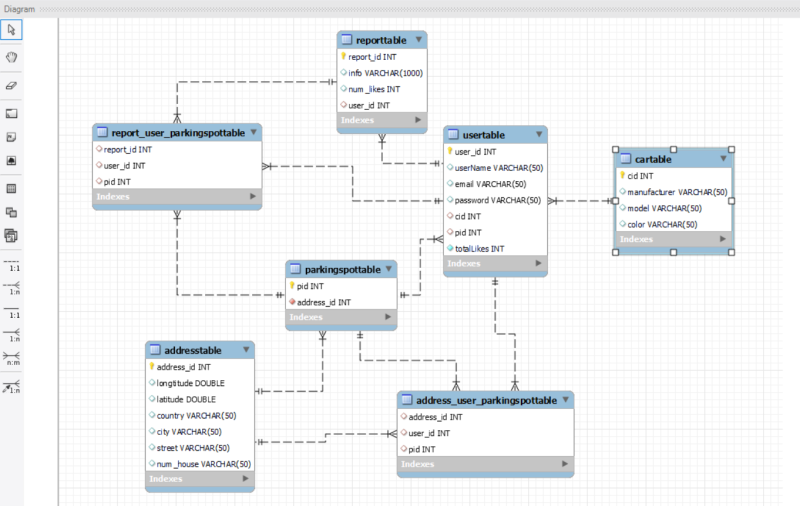 Diagram
reporttable
report_id INT
info VARCHAR(1000)
num_likes INT
user_id INT
Indexes
report_user_parkingspottable
report_id INT
user_id INT
pid INT
Indexes
usertable
user_id INT
userName VARCHAR(50)
email VARCHAR(50)
password VARCHAR(50)
cid INT
pid INT
totalLikes INT
Indexes
cartable
cid INT
manufacturer VARCHAR(50)
model VARCHAR(50)
color VARCHAR(50)
Indexes
parkingspottable
pid INT
address_id INT
Indexes
addresstable
address_id INT
longtitude DOUBLE
latitude DOUBLE
country VARCHAR(50)
city VARCHAR(50)
street VARCHAR(50)
num_house VARCHAR(50)
Indexes
address_user_parkingspottable
address_id INT
user_id INT
pid INT
Indexes
1:1
1:n
1:1
1:n
n:m
1:n